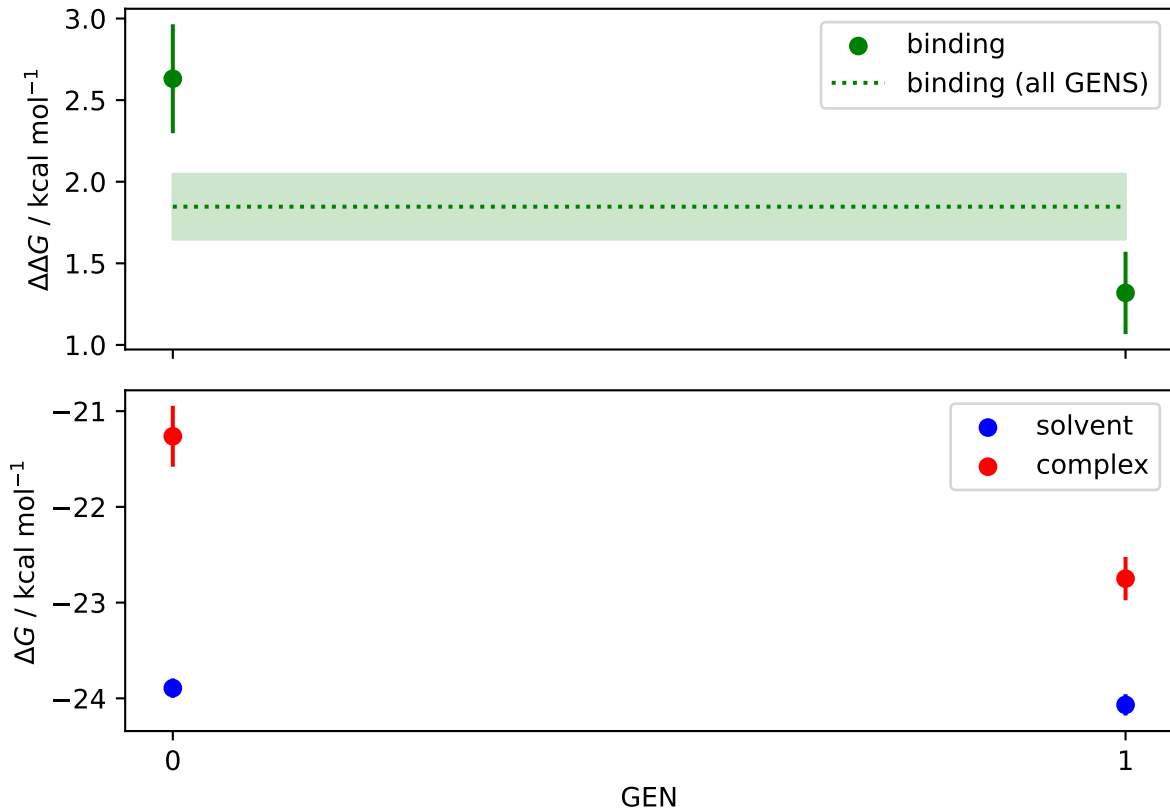 3.0
2.5
2.0
1.5
1.0
ΔΔG / kcal mol⁻¹
binding
binding (all GENS)
−21
−22
−23
−24
ΔG / kcal mol⁻¹
solvent
complex
0
1
GEN